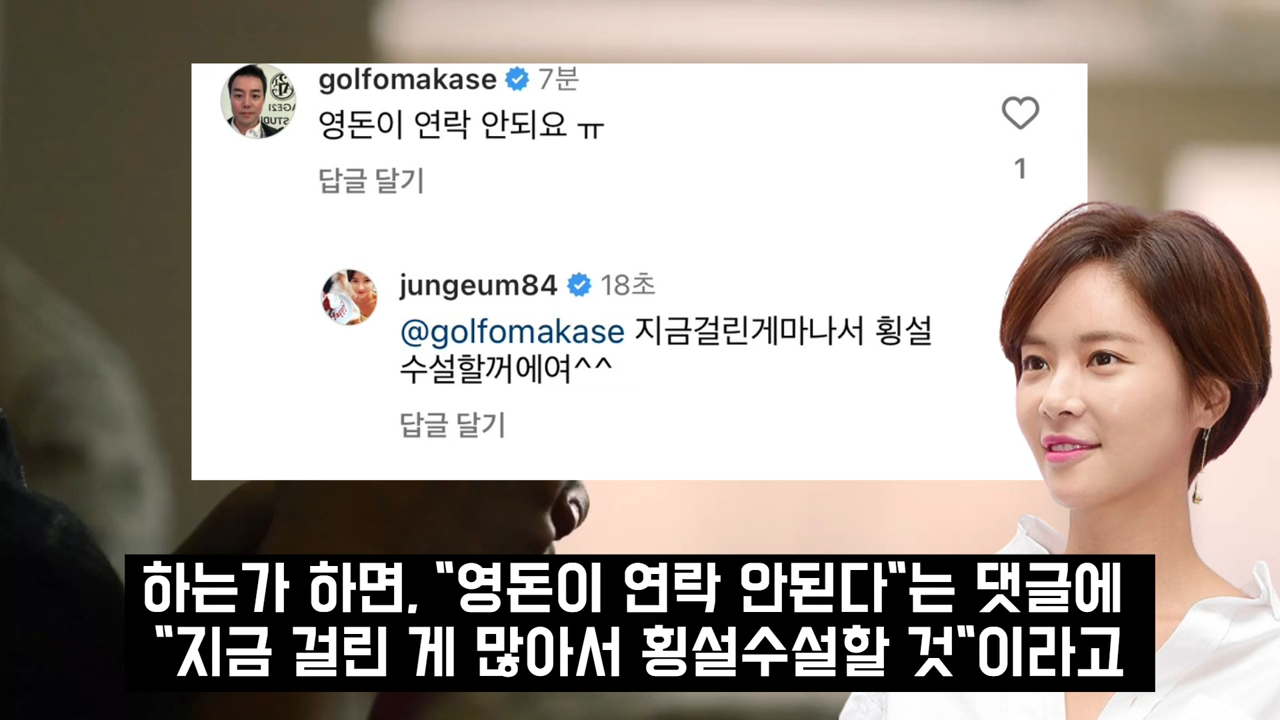 golfomakase 7분
영돈이 연락 안되요 ㅠ
답글 달기
1
jungeum84 18초
@golfomakase 지금걸린게마나서 횡설
수설할꺼에여^^
답글 달기
하는가 하면, "영돈이 연락 안된다"는 댓글에
"지금 걸린 게 많아서 횡설수설할 것"이라고